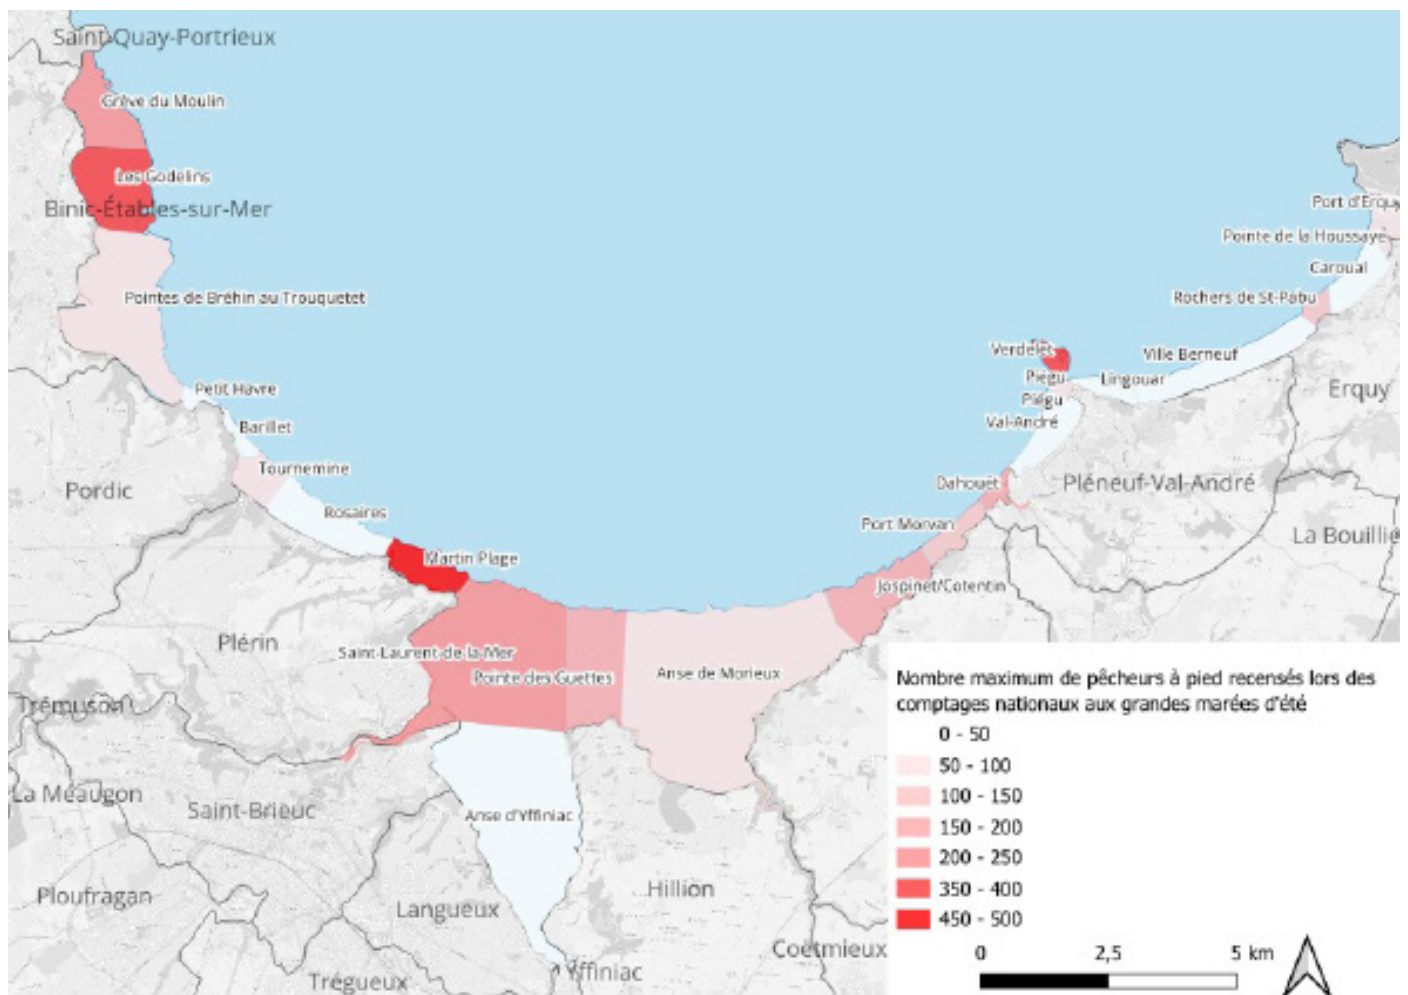 Saint-Quay-Portrieux
Grève du Moulin
Les Godelins
Binic-Étables-sur-Mer
Port d'Erquy
Pointe de la Houssaye
Caroual
Pointes de Bréhin au Trouquetet
Rochers de St-Pabu
Verdelet
Ville Berneuf
Piégu
Lingouar
Petit Havre
Erquy
Piégu
Barillet
Val-André
Tournemine
Dahouët
Pléneuf-Val-André
Pordic
Rosaires
Port Morvan
La Bouillie
Martin Plage
Jospinet/Cotentin
Plérin
Saint-Laurent-de-la-Mer
Pointe des Guettes
Anse de Morieux
Trémuson
La Méaugon
Saint-Brieuc
Anse d'Yffiniac
Ploufragan
Langueux
Hillion
Coëtmieux
Yffiniac
Trégueux
Nombre maximum de pêcheurs à pied recensés lors des
comptages nationaux aux grandes marées d'été
0 - 50
50 - 100
100 - 150
150 - 200
200 - 250
350 - 400
450 - 500
0 2,5 5 km